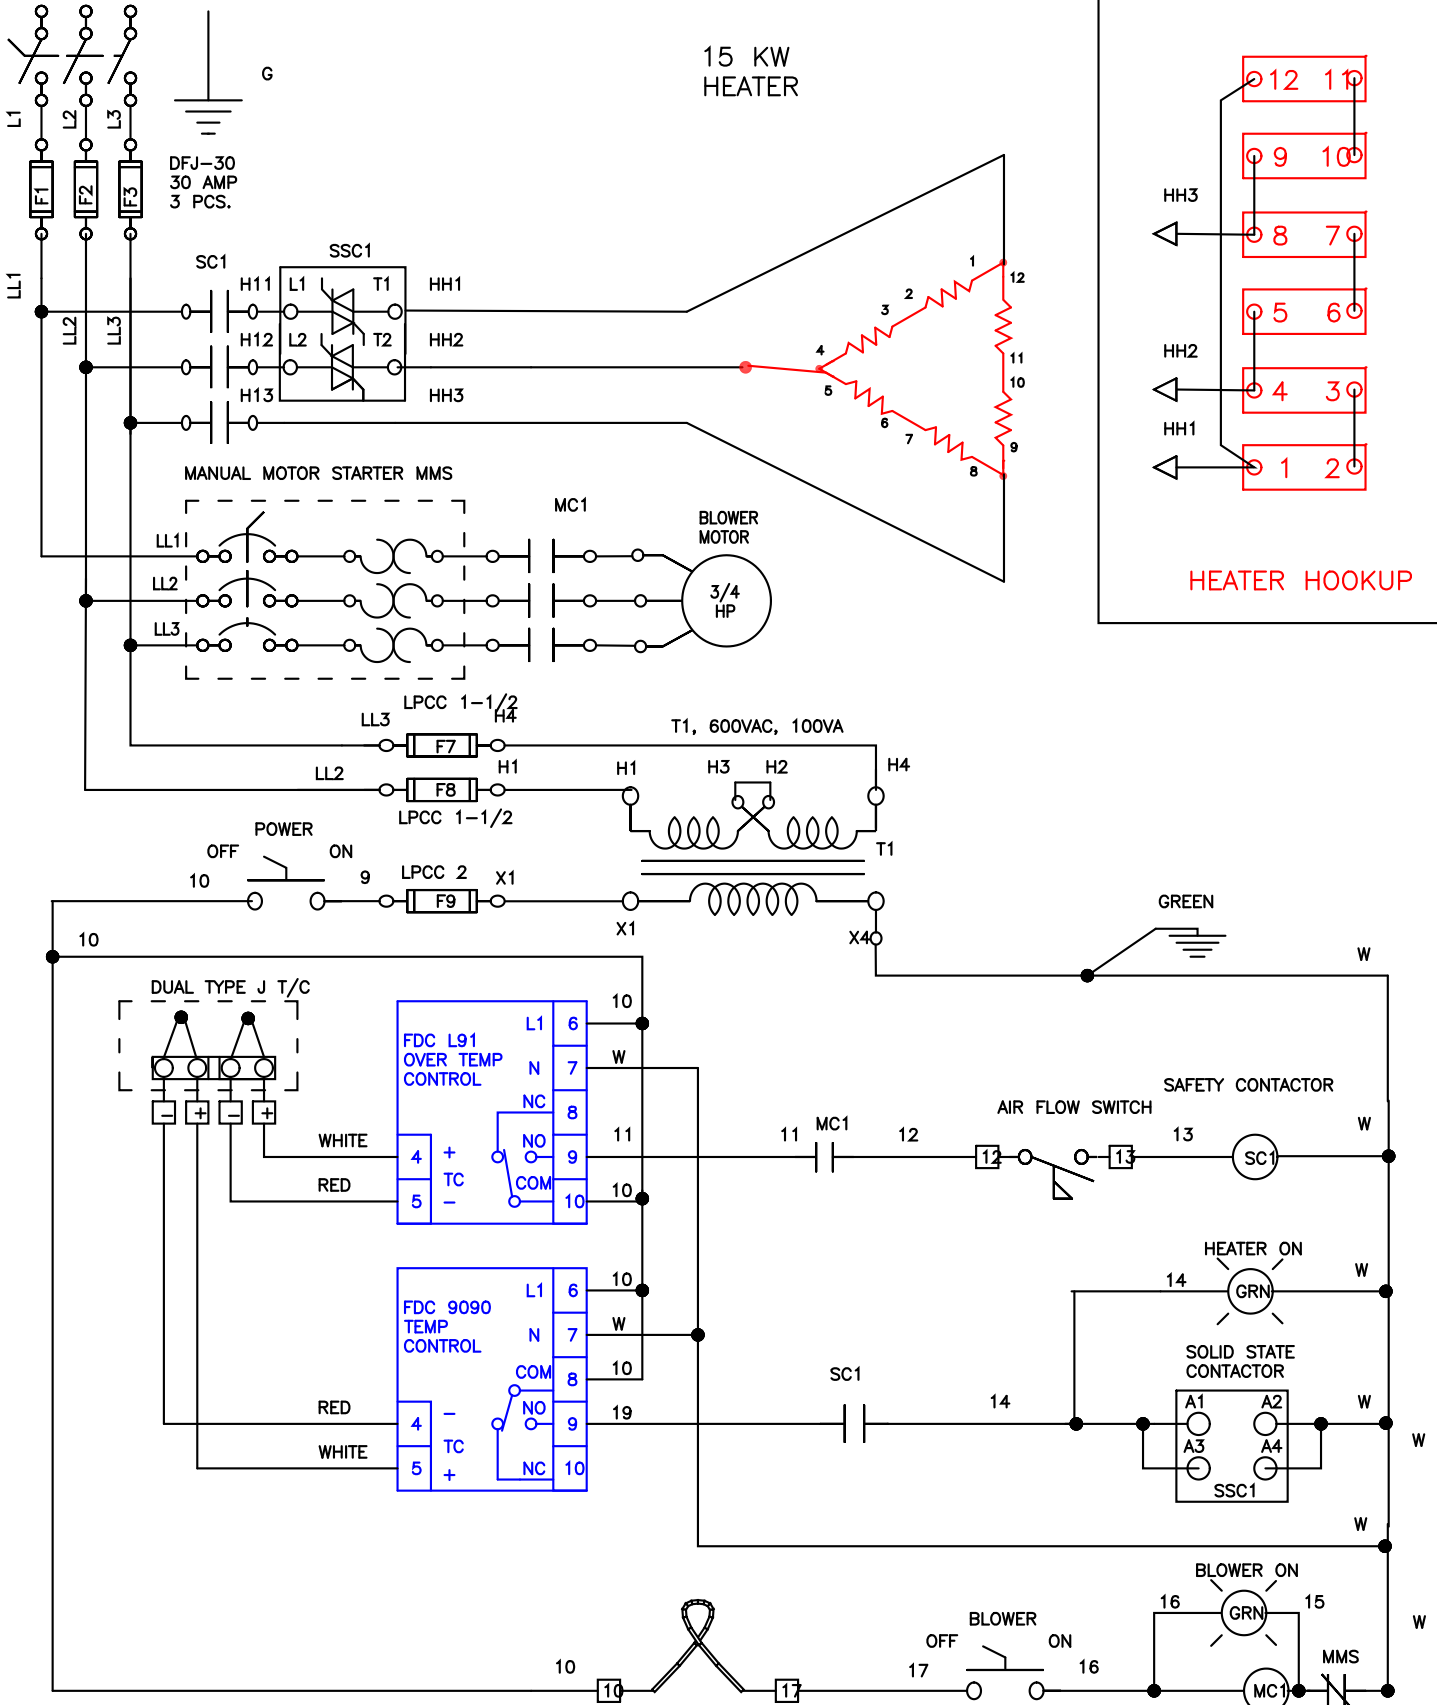 15 KW
HEATER
G
L1
L2
L3
DFJ-30
30 AMP
3 PCS.
F1
F2
F3
LL1
LL2
LL3
SC1
SSC1
H11
L1
T1
HH1
H12
L2
T2
HH2
H13
HH3
1
12
2
3
4
11
5
10
6
7
9
8
12 11
9 10
HH3
8 7
5 6
HH2
4 3
HH1
1 2
HEATER HOOKUP
MANUAL MOTOR STARTER MMS
MC1
BLOWER
MOTOR
LL1
LL2
LL3
3/4
HP
LPCC 1-1/2
LL3
H4
F7
T1, 600VAC, 100VA
LL2
H1
F8
H1
H3
H2
H4
LPCC 1-1/2
POWER
OFF
ON
T1
10
9
LPCC 2
X1
F9
X1
X4
GREEN
W
10
DUAL TYPE J T/C
- + - +
FDC L91
OVER TEMP
CONTROL
L1 6
10
N 7
W
NC 8
NO 9
11
COM 10
10
WHITE
4 +
TC
RED
5 -
11
MC1
12
AIR FLOW SWITCH
12
13
13
SAFETY CONTACTOR
SC1
W
FDC 9090
TEMP
CONTROL
L1 6
10
N 7
W
COM 8
10
NO 9
19
NC 10
RED
4 -
TC
WHITE
5 +
SC1
14
HEATER ON
14
GRN
W
SOLID STATE
CONTACTOR
A1 A2
W
A3 A4
SSC1
W
W
BLOWER ON
16
GRN
15
W
10
10
17
17
BLOWER
OFF
ON
16
MC1
MMS